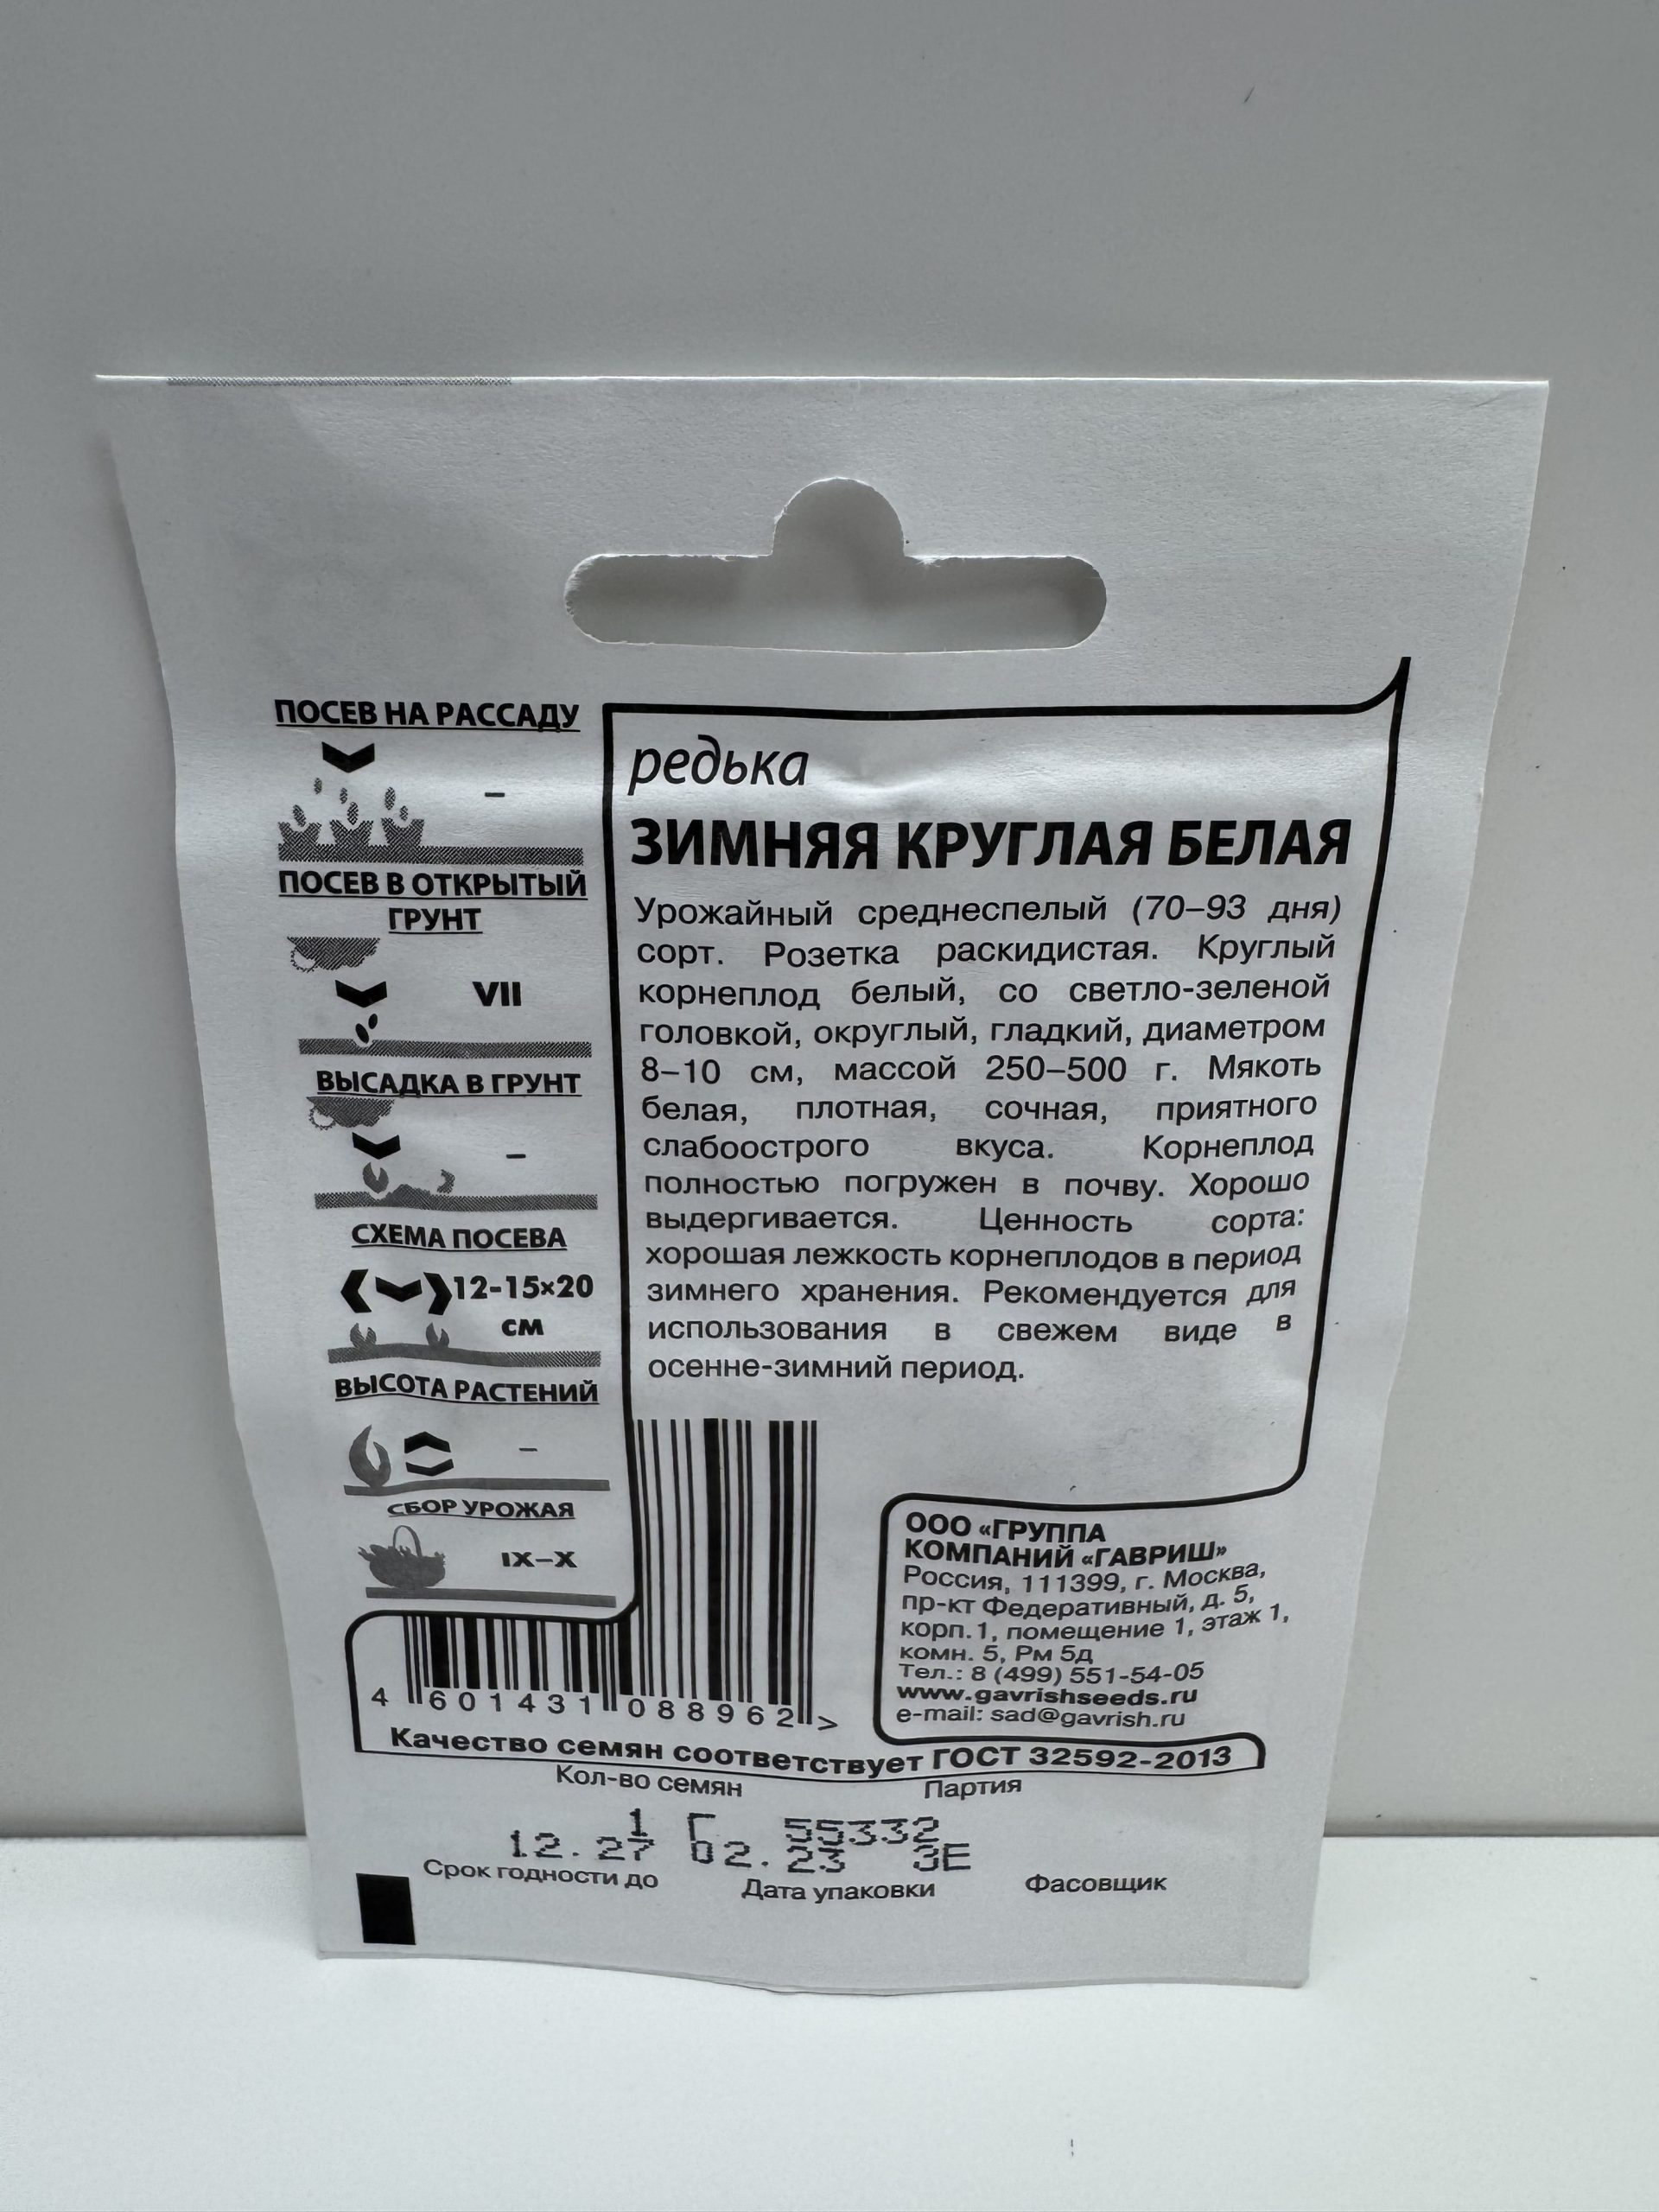 ПОСЕВ НА РАССАДУ
–
ПОСЕВ В ОТКРЫТЫЙ
ГРУНТ
VII
ВЫСАДКА В ГРУНТ
–
СХЕМА ПОСЕВА
12-15×20
см
ВЫСОТА РАСТЕНИЙ
–
СБОР УРОЖАЯ
IX–X
редька
ЗИМНЯЯ КРУГЛАЯ БЕЛАЯ
Урожайный среднеспелый (70–93 дня)
сорт. Розетка раскидистая. Круглый
корнеплод белый, со светло-зеленой
головкой, округлый, гладкий, диаметром
8–10 см, массой 250–500 г. Мякоть
белая, плотная, сочная, приятного
слабоострого вкуса. Корнеплод
полностью погружен в почву. Хорошо
выдергивается. Ценность сорта:
хорошая лежкость корнеплодов в период
зимнего хранения. Рекомендуется для
использования в свежем виде в
осенне-зимний период.
4 601431 088962 >
ООО «ГРУППА
КОМПАНИЙ «ГАВРИШ»
Россия, 111399, г. Москва,
пр-кт Федеративный, д. 5,
корп.1, помещение 1, этаж 1,
комн. 5, Рм 5д
Тел.: 8 (499) 551-54-05
www.gavrishseeds.ru
e-mail: sad@gavrish.ru
Качество семян соответствует ГОСТ 32592-2013
Кол-во семян Партия
1 Г 55332
12.27 02.23 3Е
Срок годности до Дата упаковки Фасовщик